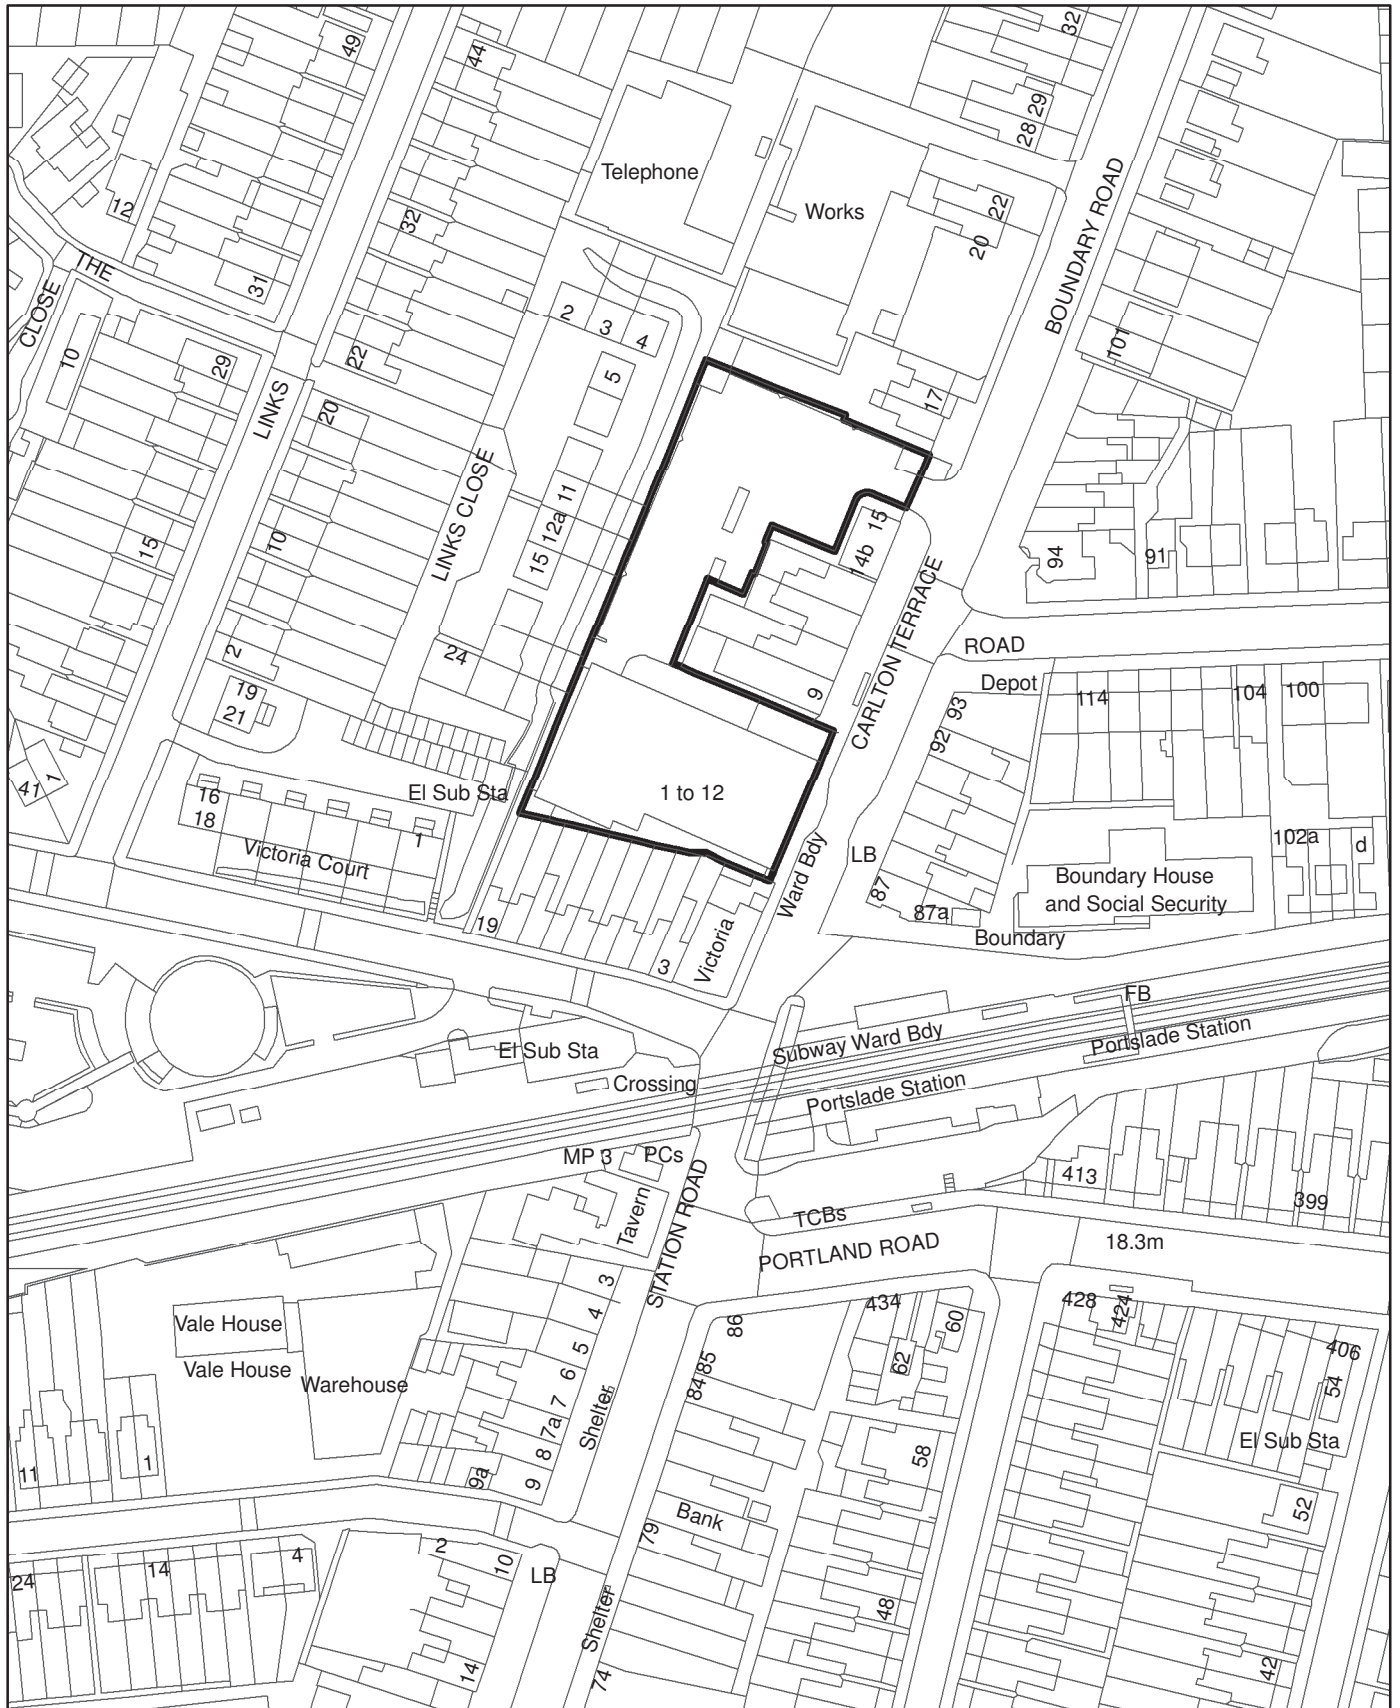 49
44
32
29
28
Telephone
Works
12
32
22
20
BOUNDARY ROAD
THE
31
CLOSE
2
3
4
22
101
10
29
5
17
LINKS
20
LINKS CLOSE
11
12a
15
15
14b
10
15
94
91
CARLTON TERRACE
ROAD
2
24
19
21
9
Depot
93
92
114
104
100
41
1
El Sub Sta
1 to 12
16
18
1
Victoria Court
Ward Bdy
LB
87
87a
Boundary House
and Social Security
Boundary
102a
d
19
3
Victoria
FB
Subway Ward Bdy
Portslade Station
El Sub Sta
Crossing
Portslade Station
MP 3
PCs
Tavern
STATION ROAD
413
399
TCBs
PORTLAND ROAD
18.3m
3
4
5
6
7
7a
8
9
9a
Shelter
Vale House
Vale House
Warehouse
86
85
84
434
60
62
428
424
406
54
El Sub Sta
58
52
11
1
Bank
79
24
14
4
2
10
LB
Shelter
48
14
74
42